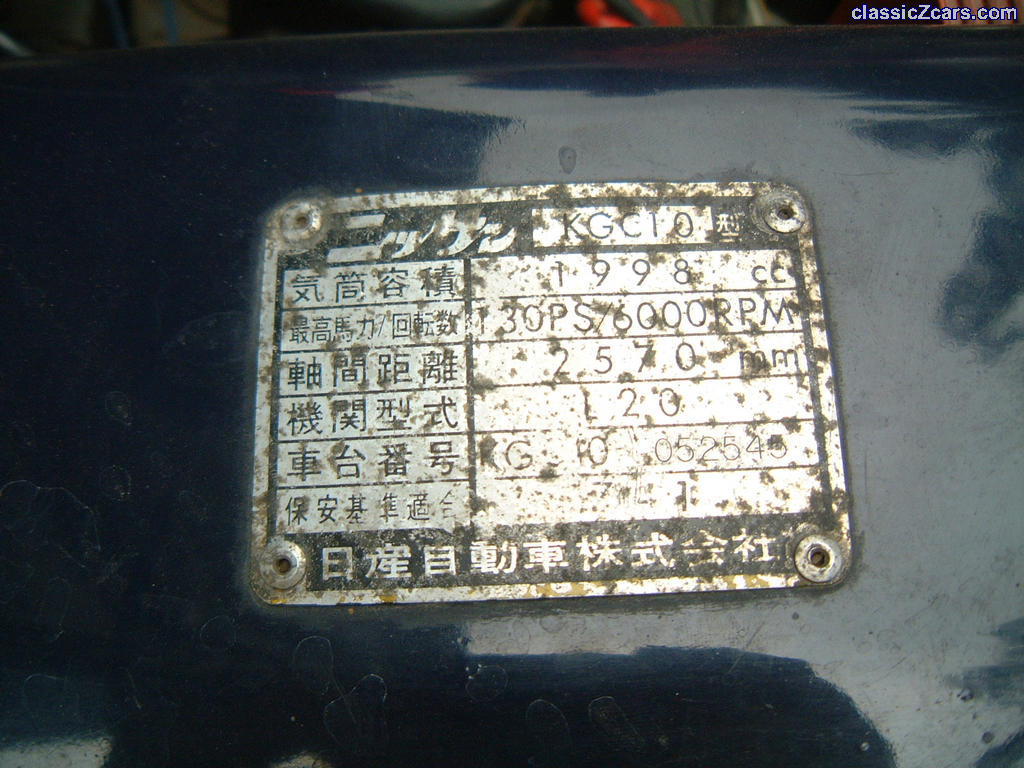 classicZcars.com
ニッサン KGC10 型
気筒容積 1998 cc
最高馬力/回転数 130PS/6000RPM
軸間距離 2570 mm
機関型式 L20
車台番号 KG 10 052545
保安基準適合
日産自動車株式会社